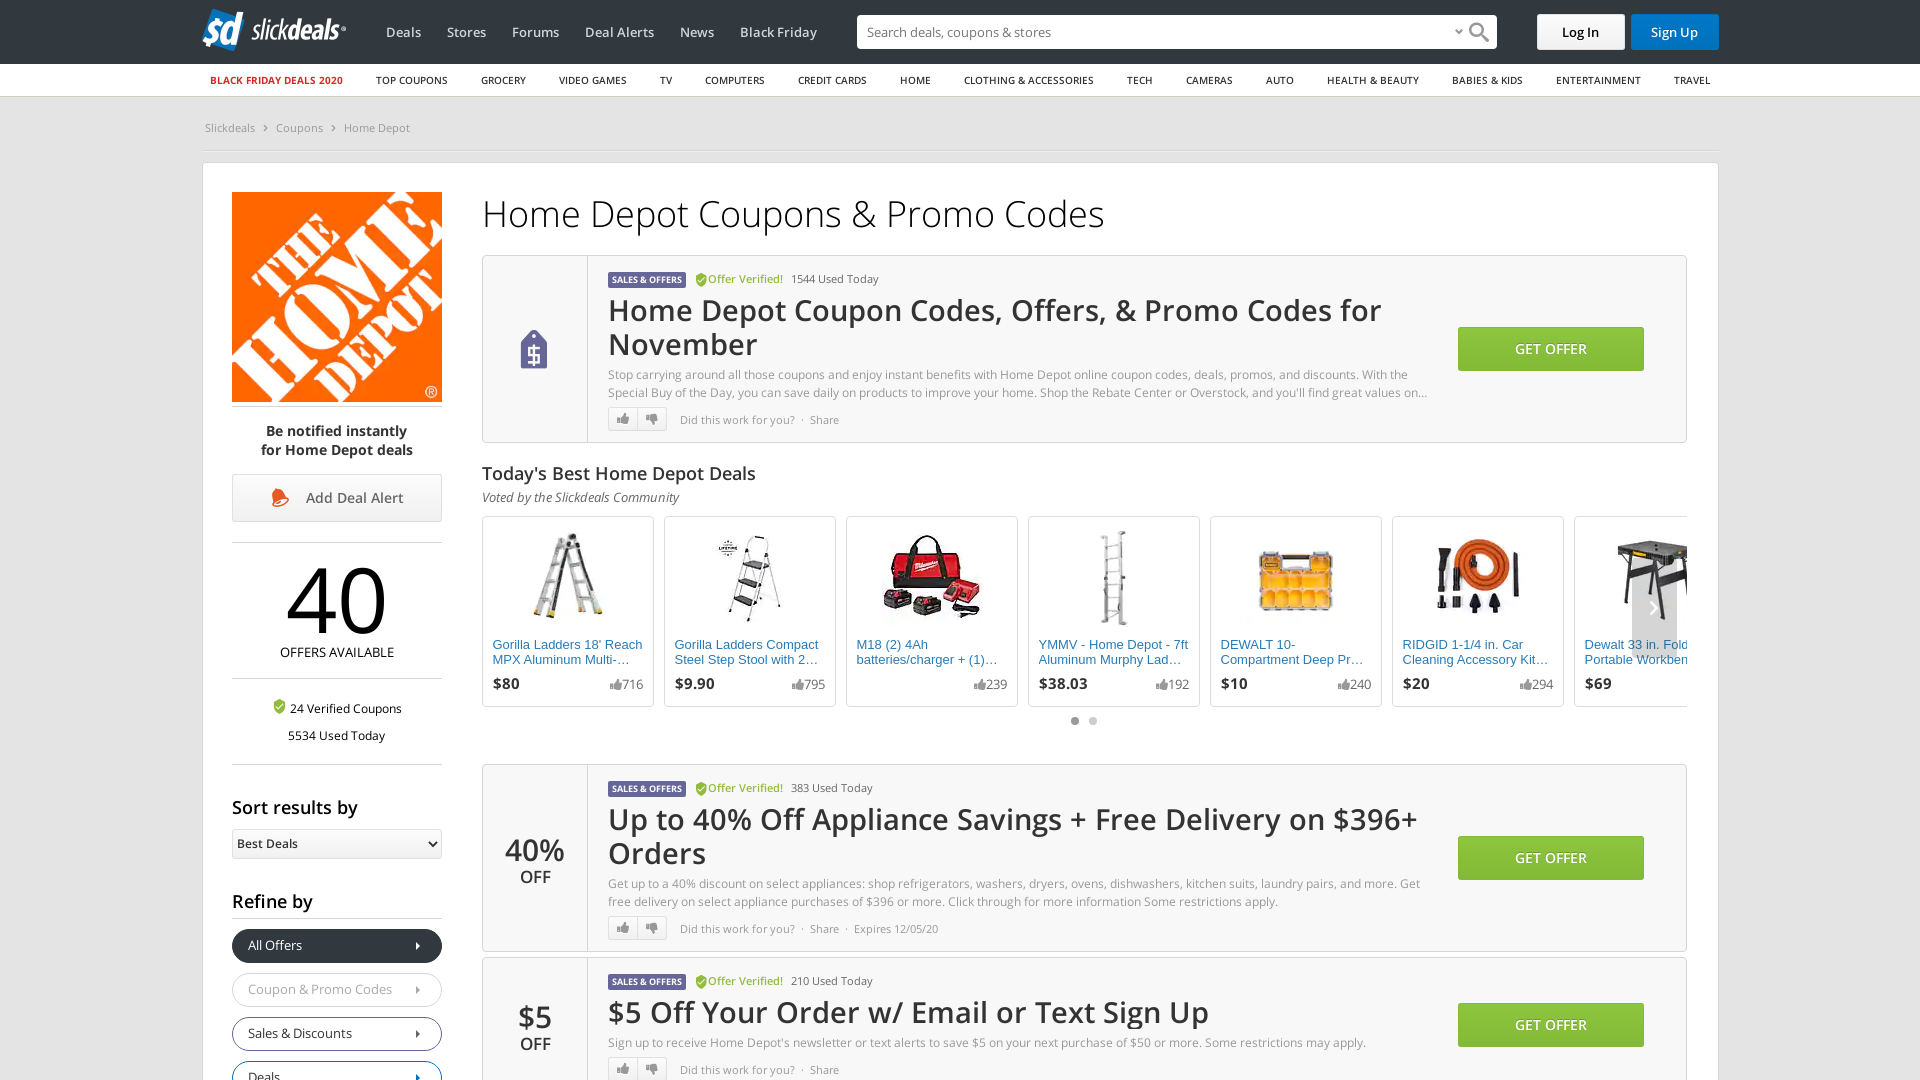 sd slickdeals
Deals Stores Forums Deal Alerts News Black Friday
Search deals, coupons & stores
Log In Sign Up
BLACK FRIDAY DEALS 2020 TOP COUPONS GROCERY VIDEO GAMES TV COMPUTERS CREDIT CARDS HOME CLOTHING & ACCESSORIES TECH CAMERAS AUTO HEALTH & BEAUTY BABIES & KIDS ENTERTAINMENT TRAVEL
Slickdeals › Coupons › Home Depot
THE
HOME
DEPOT
®
Be notified instantly
for Home Depot deals
Add Deal Alert
40
OFFERS AVAILABLE
24 Verified Coupons
5534 Used Today
Sort results by
Best Deals
Refine by
All Offers
Coupon & Promo Codes
Sales & Discounts
Deals
Home Depot Coupons & Promo Codes
SALES & OFFERS Offer Verified! 1544 Used Today
Home Depot Coupon Codes, Offers, & Promo Codes for
November
Stop carrying around all those coupons and enjoy instant benefits with Home Depot online coupon codes, deals, promos, and discounts. With the
Special Buy of the Day, you can save daily on products to improve your home. Shop the Rebate Center or Overstock, and you'll find great values on...
Did this work for you? · Share
GET OFFER
Today's Best Home Depot Deals
Voted by the Slickdeals Community
Gorilla Ladders 18' Reach
MPX Aluminum Multi-…
$80 716
Gorilla Ladders Compact
Steel Step Stool with 2…
$9.90 795
M18 (2) 4Ah
batteries/charger + (1)…
239
YMMV - Home Depot - 7ft
Aluminum Murphy Lad…
$38.03 192
DEWALT 10-
Compartment Deep Pr…
$10 240
RIDGID 1-1/4 in. Car
Cleaning Accessory Kit…
$20 294
Dewalt 33 in. Fold
Portable Workben
$69
40%
OFF
SALES & OFFERS Offer Verified! 383 Used Today
Up to 40% Off Appliance Savings + Free Delivery on $396+
Orders
Get up to a 40% discount on select appliances: shop refrigerators, washers, dryers, ovens, dishwashers, kitchen suits, laundry pairs, and more. Get
free delivery on select appliance purchases of $396 or more. Click through for more information Some restrictions apply.
Did this work for you? · Share · Expires 12/05/20
GET OFFER
$5
OFF
SALES & OFFERS Offer Verified! 210 Used Today
$5 Off Your Order w/ Email or Text Sign Up
Sign up to receive Home Depot's newsletter or text alerts to save $5 on your next purchase of $50 or more. Some restrictions may apply.
Did this work for you? · Share
GET OFFER